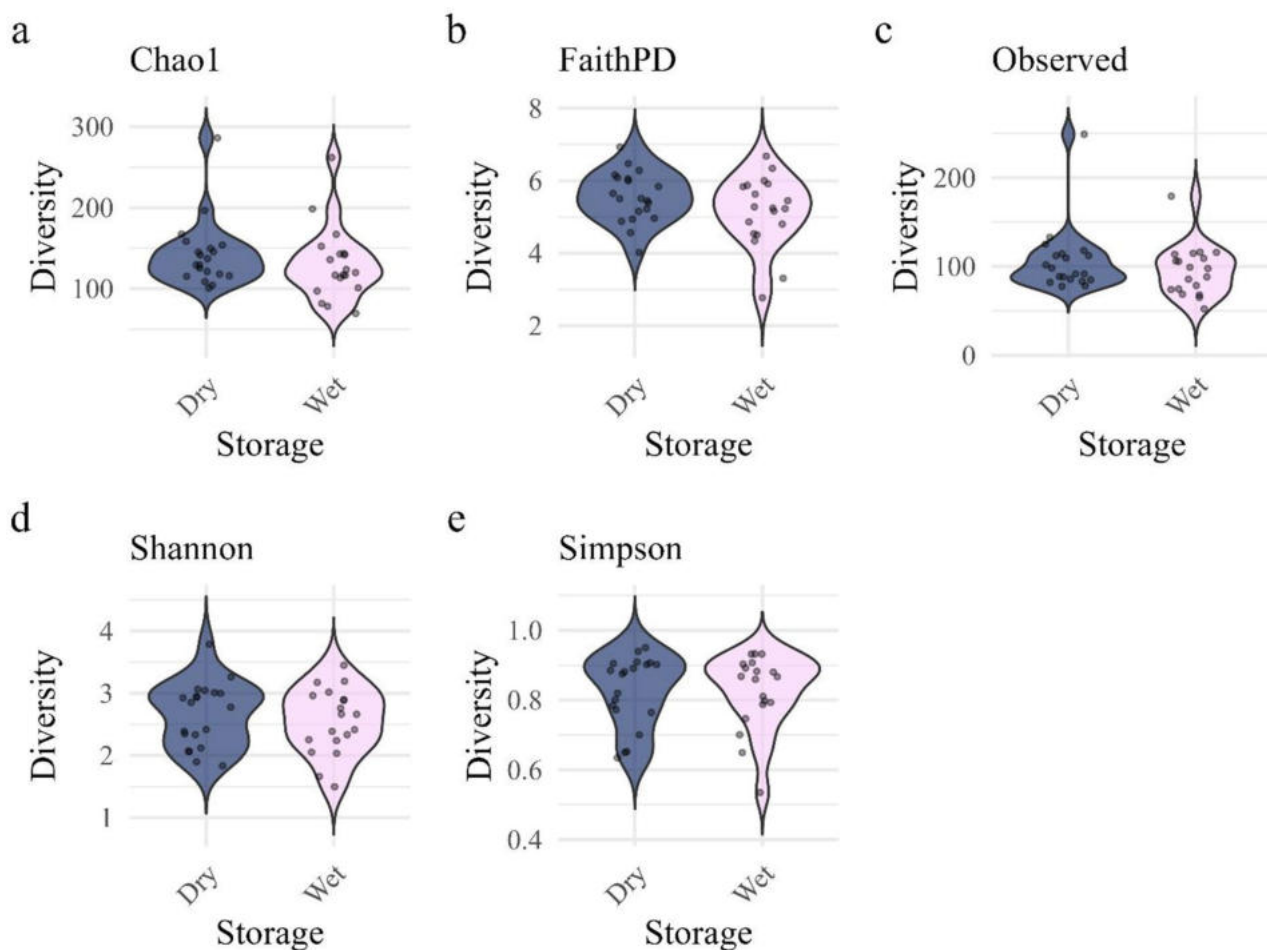 a
Chao1
Diversity
300
200
100
Dry
Wet
Storage
b
FaithPD
Diversity
8
6
4
2
Dry
Wet
Storage
c
Observed
Diversity
200
100
0
Dry
Wet
Storage
d
Shannon
Diversity
4
3
2
1
Dry
Wet
Storage
e
Simpson
Diversity
1.0
0.8
0.6
0.4
Dry
Wet
Storage